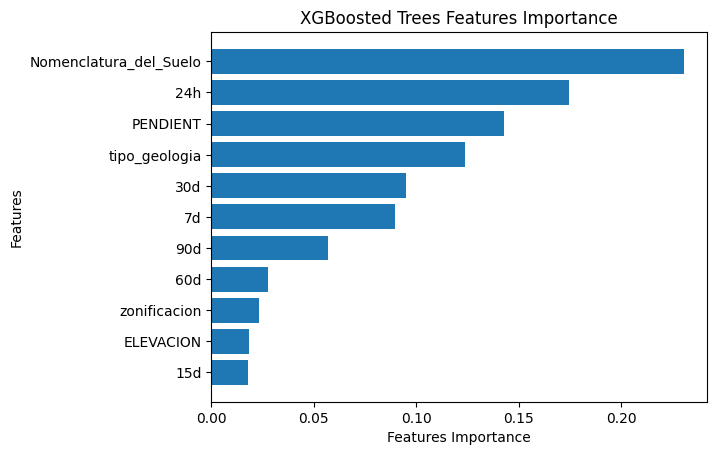 XGBoosted Trees Features Importance
Nomenclatura_del_Suelo
24h
PENDIENT
tipo_geologia
30d
7d
90d
60d
zonificacion
ELEVACION
15d
Features
0.00 0.05 0.10 0.15 0.20
Features Importance